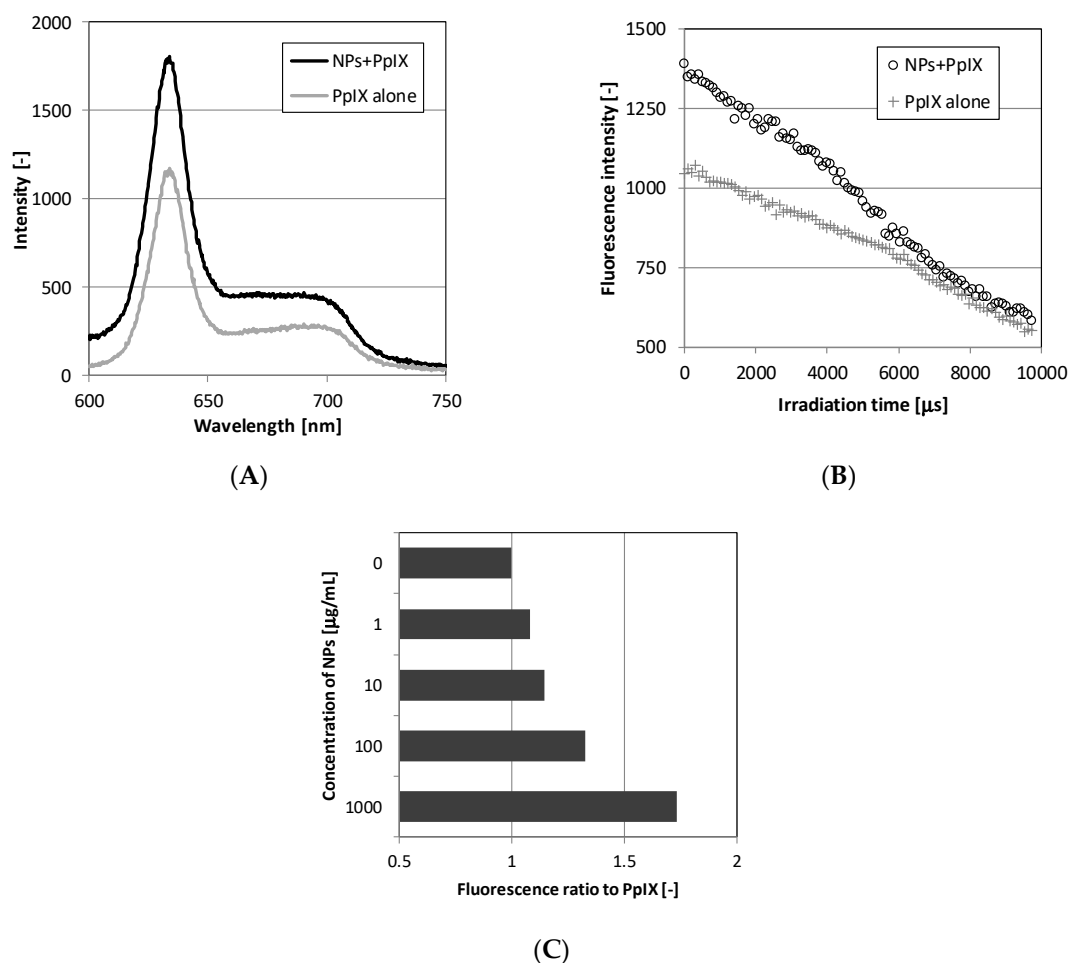 2000
1500
1000
500
0
600
650
700
750
Intensity [-]
Wavelength [nm]
NPs+PpIX
PpIX alone
(A)
1500
1250
1000
750
500
0
2000
4000
6000
8000
10000
Fluorescence intensity [-]
Irradiation time [µs]
NPs+PpIX
PpIX alone
(B)
Concentration of NPs [µg/mL]
0
1
10
100
1000
0.5
1
1.5
2
Fluorescence ratio to PpIX [-]
(C)